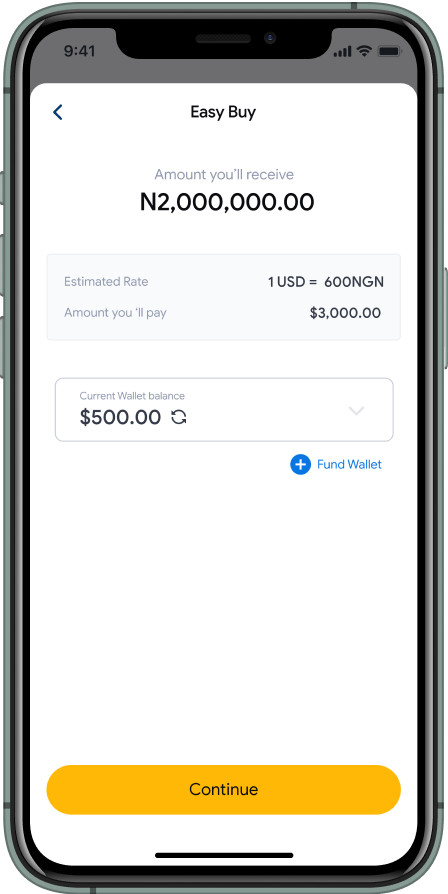 9:41
Easy Buy
Amount you'll receive
N2,000,000.00
Estimated Rate 1 USD = 600NGN
Amount you 'll pay $3,000.00
Current Wallet balance
$500.00
Fund Wallet
Continue